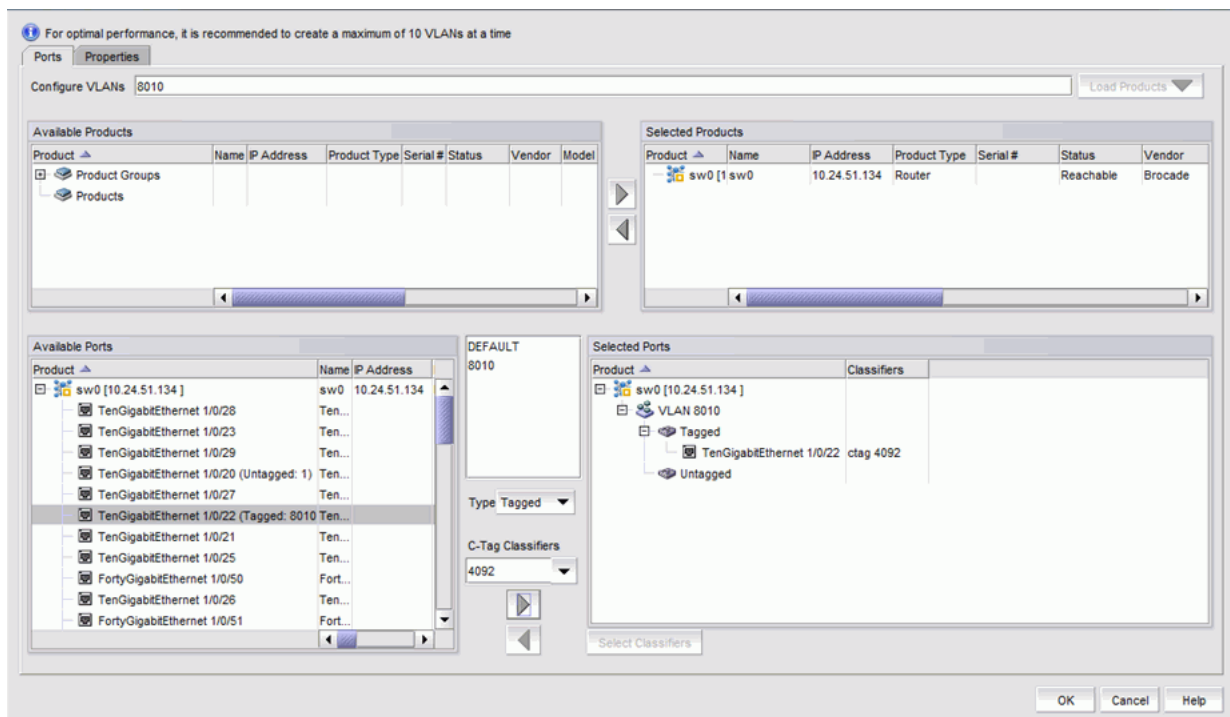 For optimal performance, it is recommended to create a maximum of 10 VLANs at a time
Ports Properties
Configure VLANs 8010 Load Products
Available Products
Product Name IP Address Product Type Serial # Status Vendor Model
Product Groups
Products
Selected Products
Product Name IP Address Product Type Serial # Status Vendor
sw0 [1 sw0 10.24.51.134 Router Reachable Brocade
Available Ports
Product Name IP Address
sw0 [10.24.51.134 ] sw0 10.24.51.134
TenGigabitEthernet 1/0/28 Ten...
TenGigabitEthernet 1/0/23 Ten...
TenGigabitEthernet 1/0/29 Ten...
TenGigabitEthernet 1/0/20 (Untagged: 1) Ten...
TenGigabitEthernet 1/0/27 Ten...
TenGigabitEthernet 1/0/22 (Tagged: 8010 Ten...
TenGigabitEthernet 1/0/21 Ten...
TenGigabitEthernet 1/0/25 Ten...
FortyGigabitEthernet 1/0/50 Fort...
TenGigabitEthernet 1/0/26 Ten...
FortyGigabitEthernet 1/0/51 Fort...
DEFAULT
8010
Type Tagged
C-Tag Classifiers
4092
Selected Ports
Product Classifiers
sw0 [10.24.51.134 ]
VLAN 8010
Tagged
TenGigabitEthernet 1/0/22 ctag 4092
Untagged
Select Classifiers
OK Cancel Help